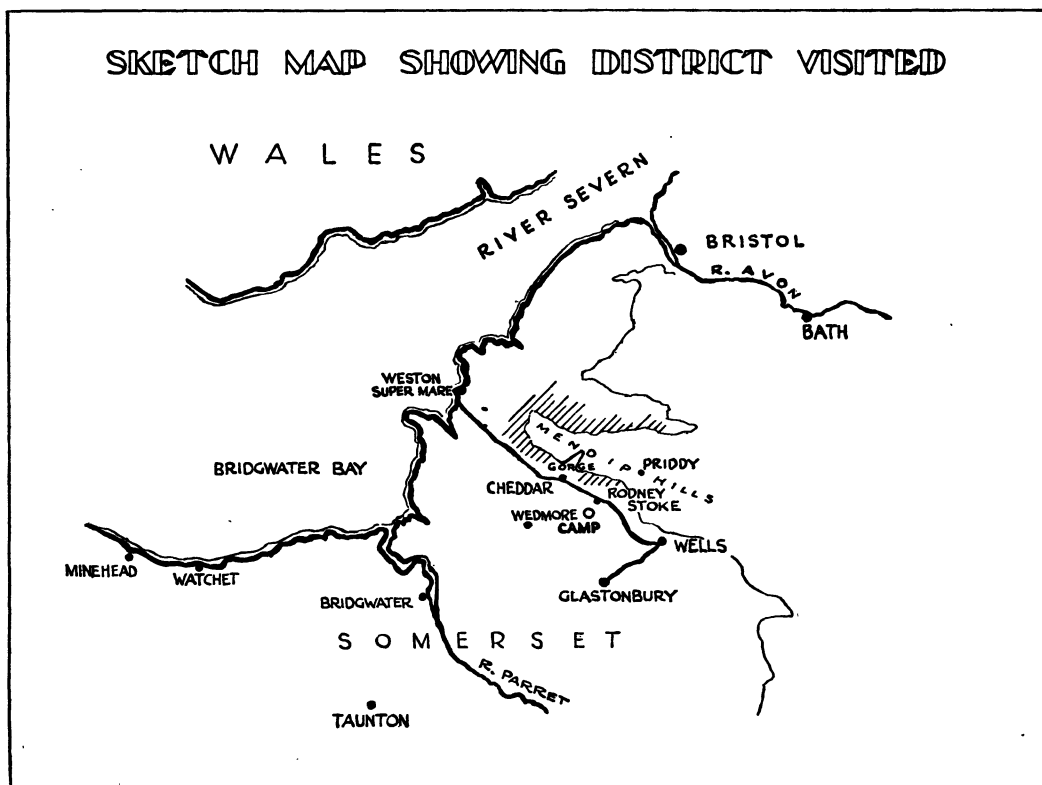 SKETCH MAP SHOWING DISTRICT VISITED
WALES
RIVER SEVERN
BRISTOL
R. AVON
BATH
WESTON
SUPER MARE
MENDIP HILLS
GORGE
PRIDDY
BRIDGWATER BAY
CHEDDAR
RODNEY
STOKE
WEDMORE
CAMP
WELLS
MINEHEAD
WATCHET
GLASTONBURY
BRIDGWATER
SOMERSET
R. PARRET
TAUNTON